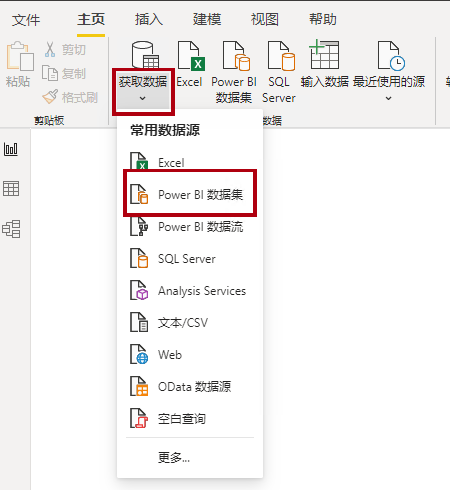 文件 主页 插入 建模 视图 帮助
粘贴
剪切
复制
格式刷
剪贴板
获取数据
Excel
Power BI
数据集
SQL
Server
输入数据
最近使用的源
数据
常用数据源
Excel
Power BI 数据集
Power BI 数据流
SQL Server
Analysis Services
文本/CSV
Web
OData 数据源
空白查询
更多...